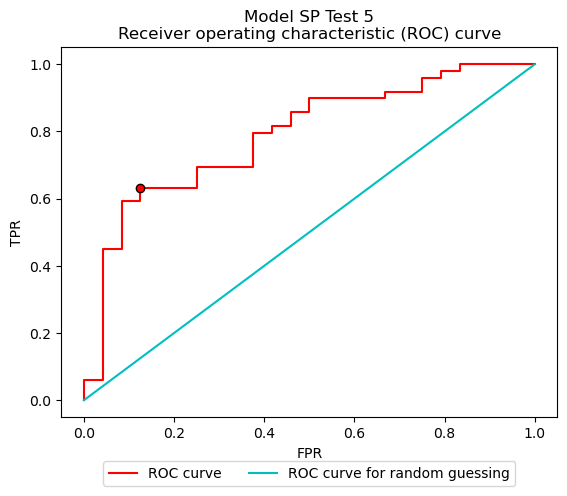 Model SP Test 5
Receiver operating characteristic (ROC) curve
1.0
0.8
0.6
0.4
0.2
0.0
TPR
0.0 0.2 0.4 0.6 0.8 1.0
FPR
ROC curve ROC curve for random guessing